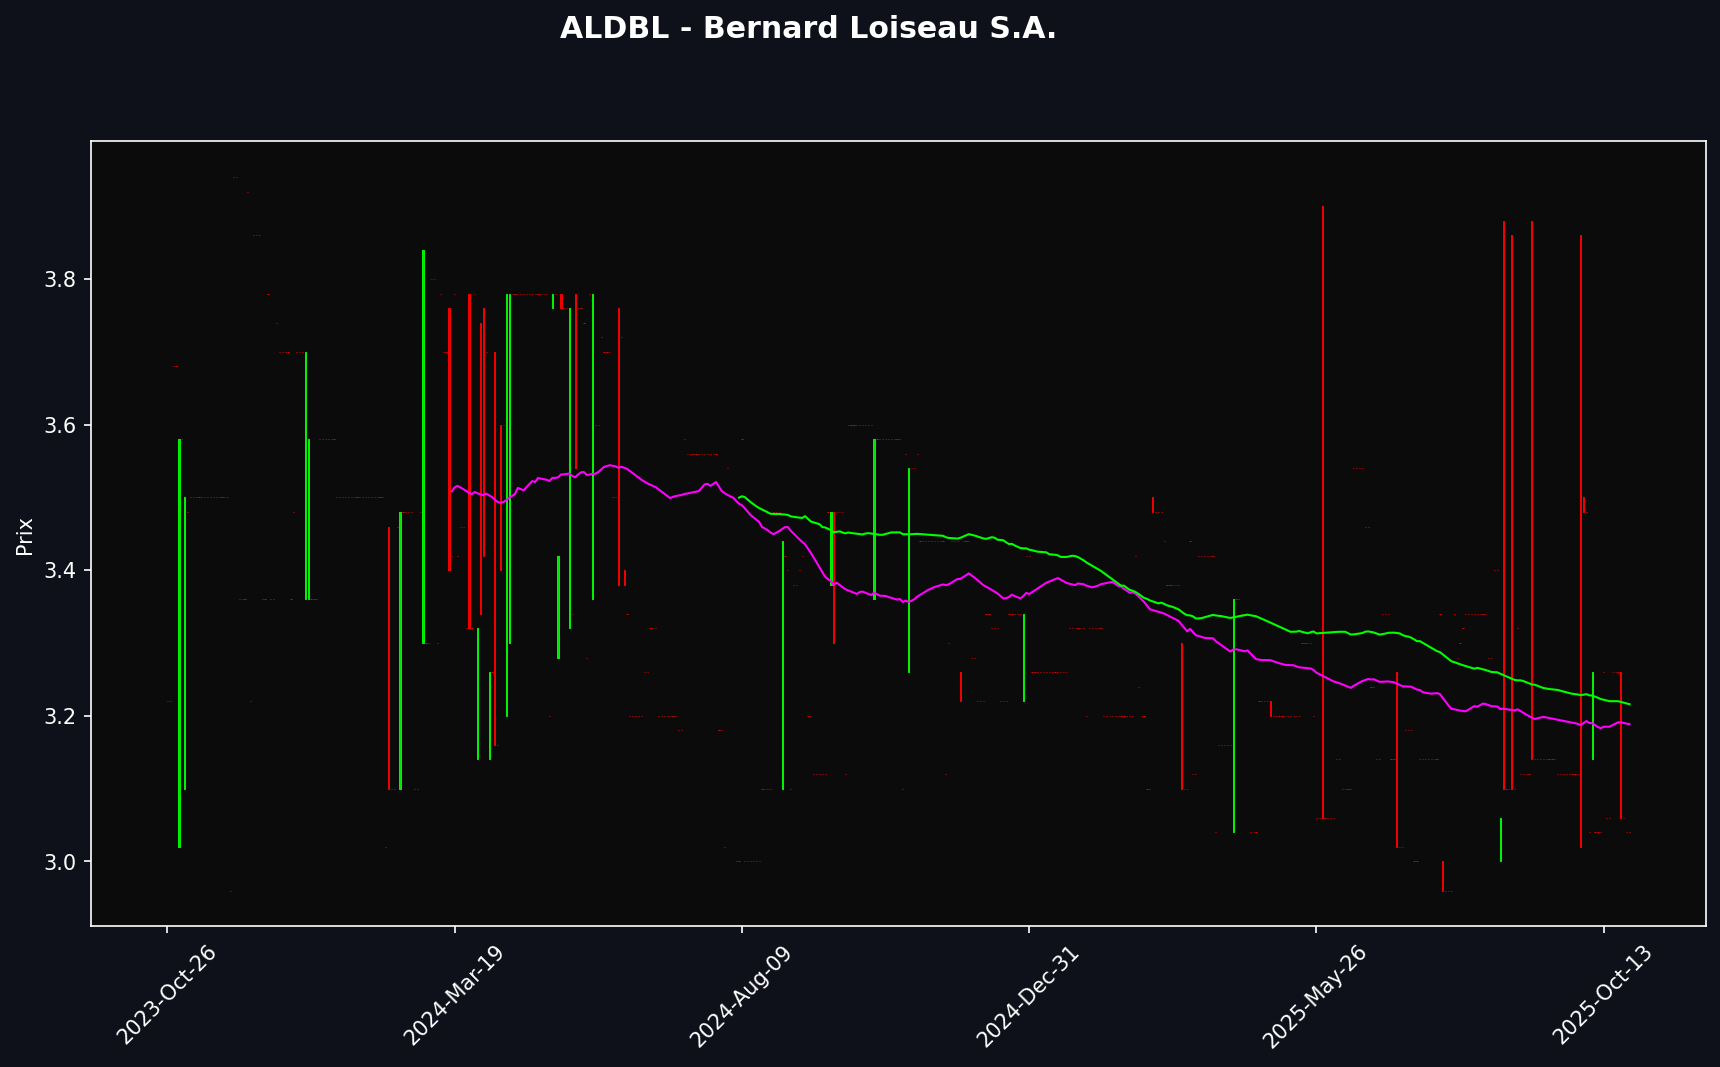 ALDBL - Bernard Loiseau S.A.
Prix
3.8
3.6
3.4
3.2
3.0
2023-Oct-26
2024-Mar-19
2024-Aug-09
2024-Dec-31
2025-May-26
2025-Oct-13